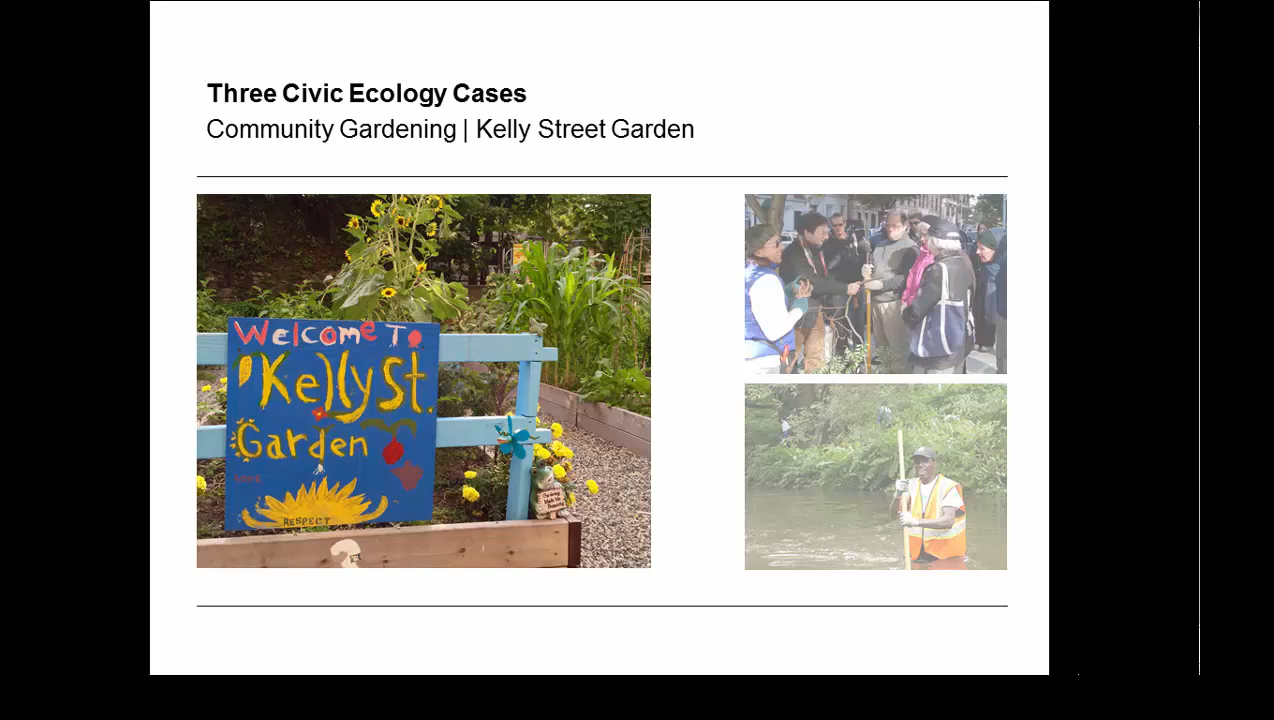 Three Civic Ecology Cases
Community Gardening | Kelly Street Garden
WELCOME TO
Kelly St.
Garden
RESPECT